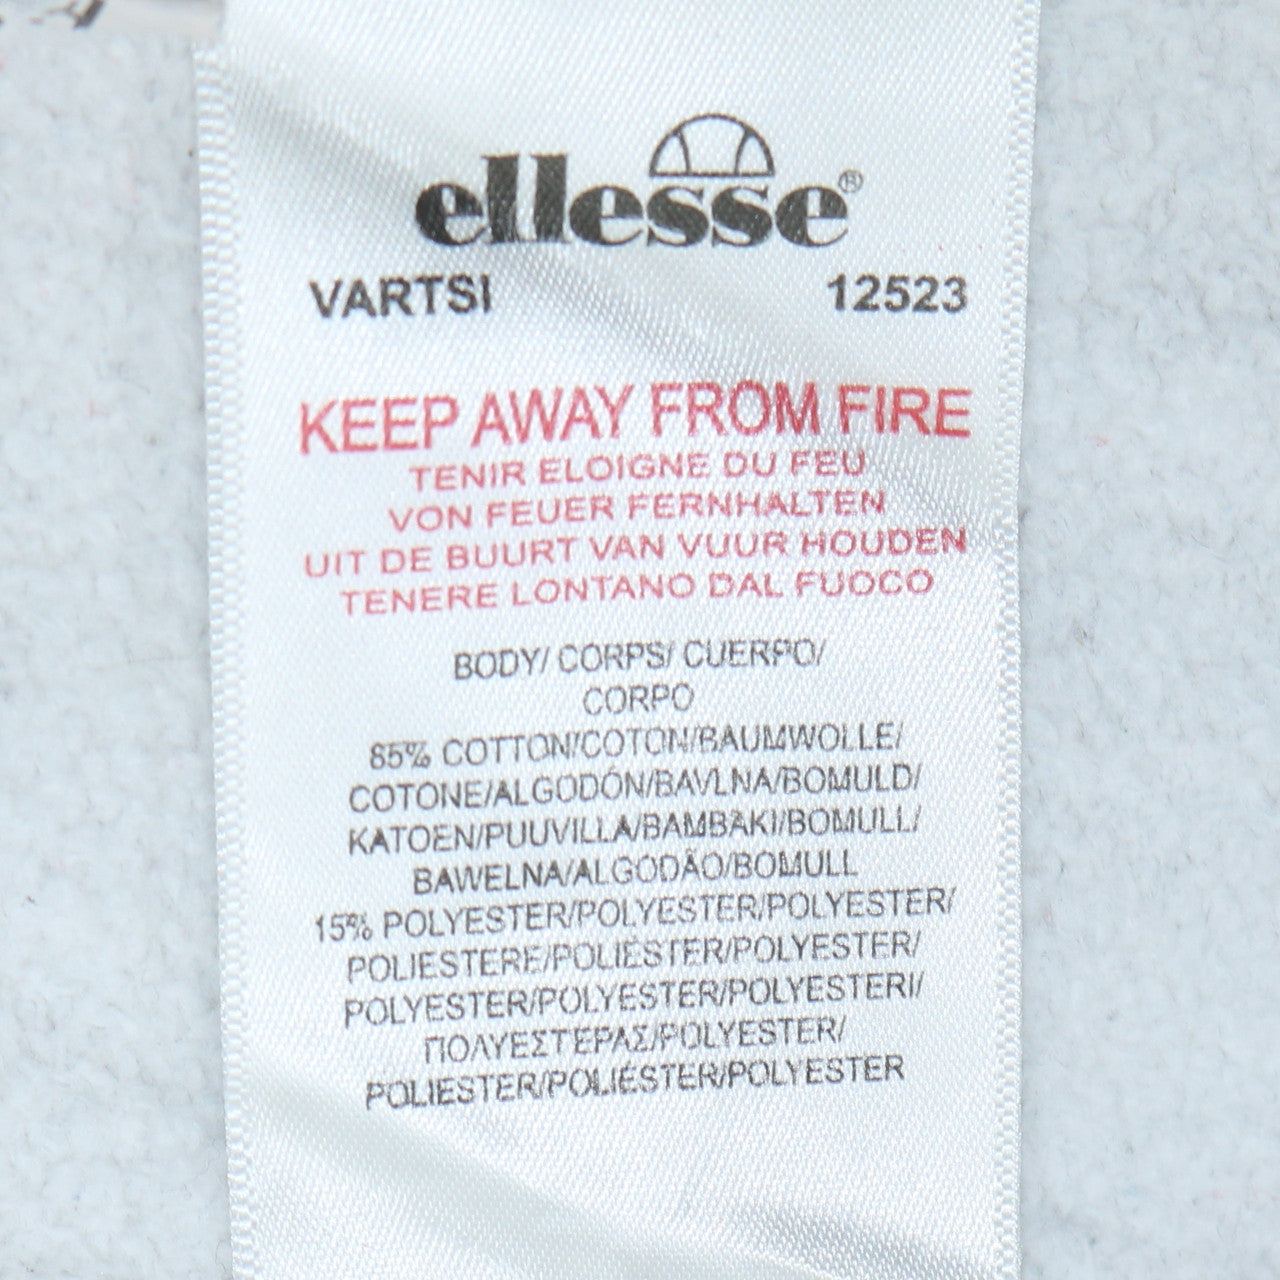 ellesse®
VARTSI 12523
KEEP AWAY FROM FIRE
TENIR ELOIGNE DU FEU
VON FEUER FERNHALTEN
UIT DE BUURT VAN VUUR HOUDEN
TENERE LONTANO DAL FUOCO
BODY/ CORPS/ CUERPO/
CORPO
85% COTTON/COTON/BAUMWOLLE/
COTONE/ALGODÓN/BAVLNA/BOMULD/
KATOEN/PUUVILLA/BAMBAKI/BOMULL/
BAWELNA/ALGODÃO/BOMULL
15% POLYESTER/POLYESTER/POLYESTER/
POLIESTERE/POLIÉSTER/POLYESTER/
POLYESTER/POLYESTER/POLYESTERI/
ΠΟΛΥΕΣΤΕΡΑΣ/POLYESTER/
POLIESTER/POLIÉSTER/POLYESTER